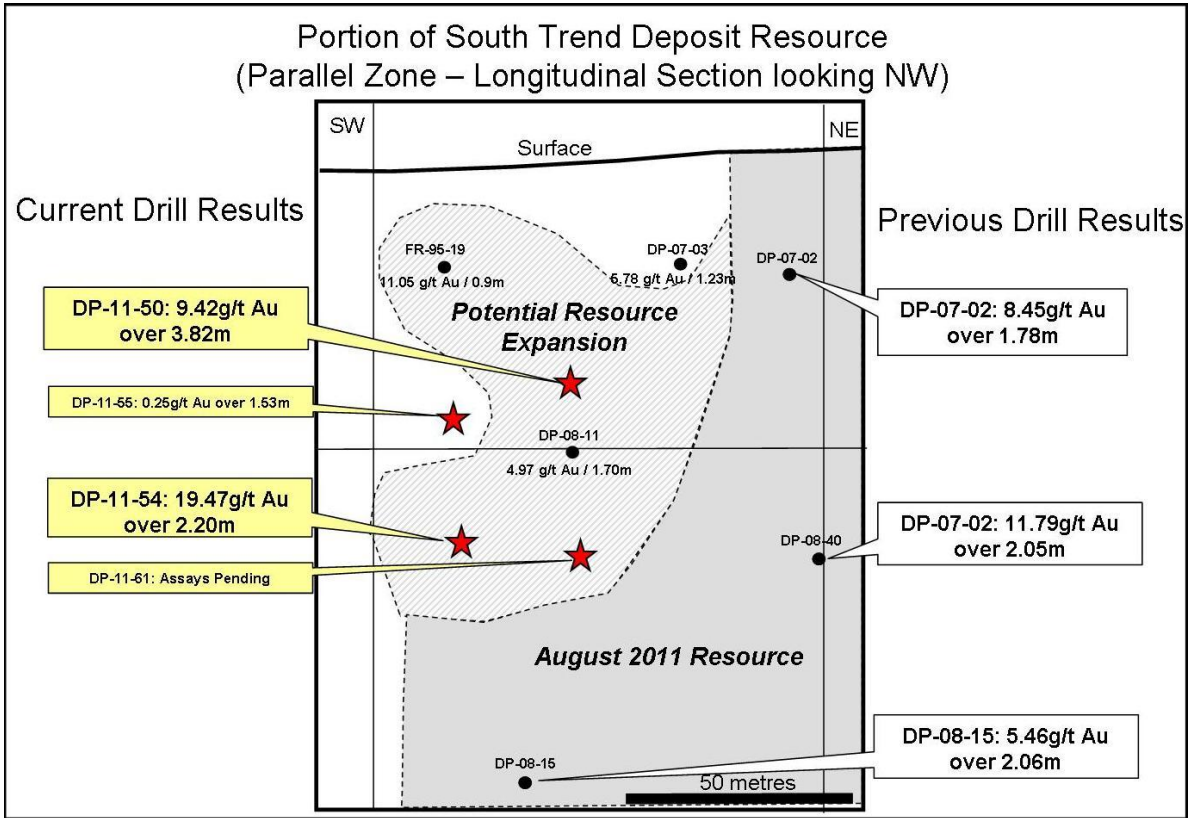 Portion of South Trend Deposit Resource
(Parallel Zone – Longitudinal Section looking NW)
SW
NE
Surface
Current Drill Results
Previous Drill Results
FR-95-19
11.05 g/t Au / 0.9m
DP-07-03
5.78 g/t Au / 1.23m
DP-07-02
DP-11-50: 9.42g/t Au
over 3.82m
Potential Resource
Expansion
DP-07-02: 8.45g/t Au
over 1.78m
DP-11-55: 0.25g/t Au over 1.53m
DP-08-11
4.97 g/t Au / 1.70m
DP-11-54: 19.47g/t Au
over 2.20m
DP-08-40
DP-07-02: 11.79g/t Au
over 2.05m
DP-11-61: Assays Pending
August 2011 Resource
DP-08-15
DP-08-15: 5.46g/t Au
over 2.06m
50 metres